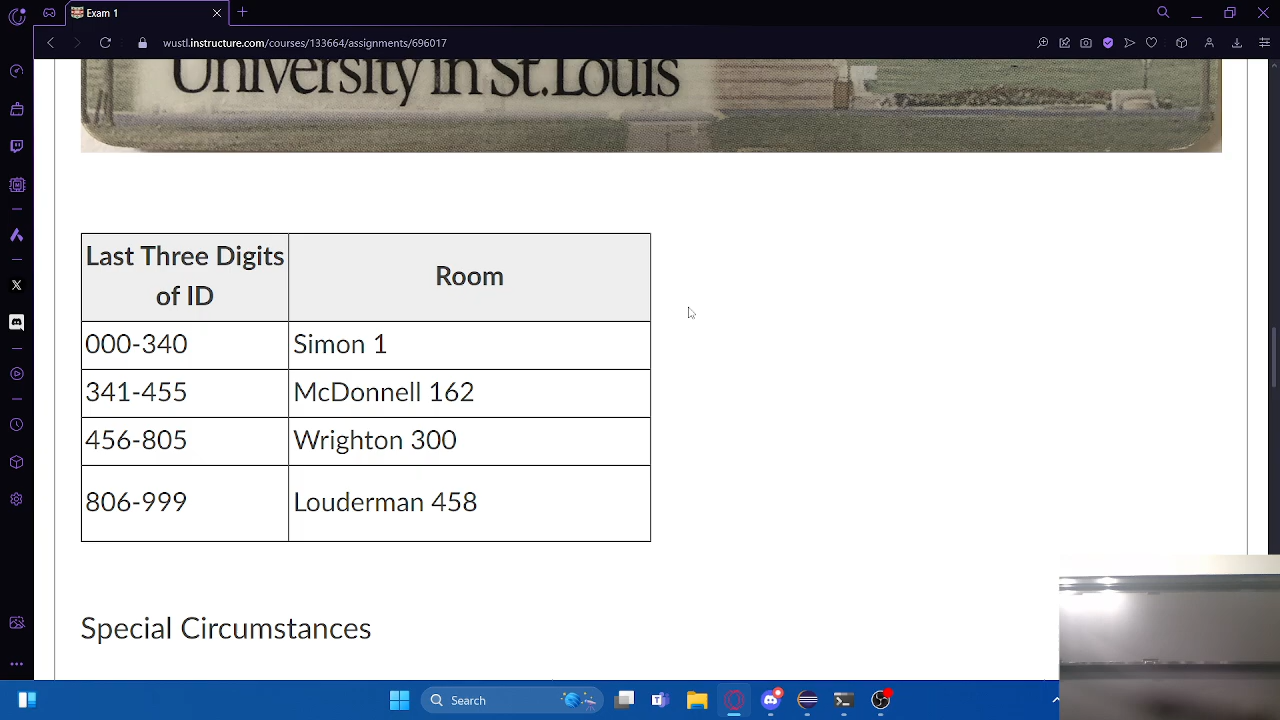 Exam 1
wustl.instructure.com/courses/133664/assignments/696017
University in St. Louis
Last Three Digits of ID
Room
000-340
Simon 1
341-455
McDonnell 162
456-805
Wrighton 300
806-999
Louderman 458
Special Circumstances
Search